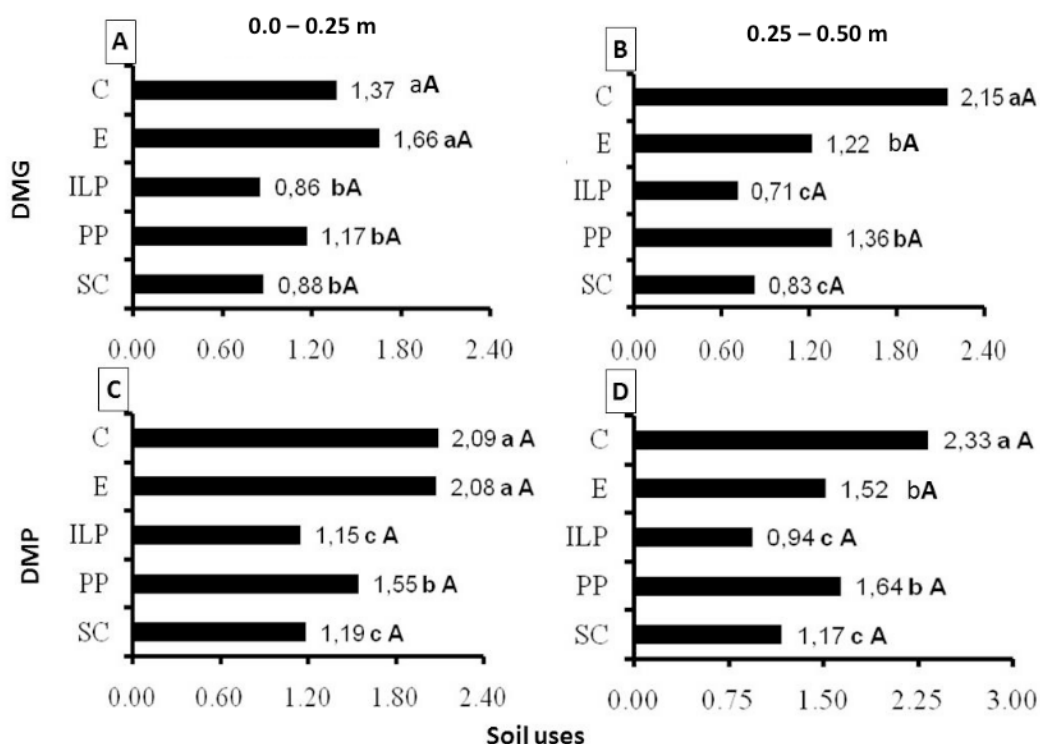 0.0 – 0.25 m
A
C 1,37 aA
E 1,66 aA
ILP 0,86 bA
PP 1,17 bA
SC 0,88 bA
0.00 0.60 1.20 1.80 2.40
DMG
0.25 – 0.50 m
B
C 2,15 aA
E 1,22 bA
ILP 0,71 cA
PP 1,36 bA
SC 0,83 cA
0.00 0.60 1.20 1.80 2.40
C
C 2,09 a A
E 2,08 a A
ILP 1,15 c A
PP 1,55 b A
SC 1,19 c A
0.00 0.60 1.20 1.80 2.40
DMP
D
C 2,33 a A
E 1,52 bA
ILP 0,94 c A
PP 1,64 b A
SC 1,17 c A
0.00 0.75 1.50 2.25 3.00
Soil uses